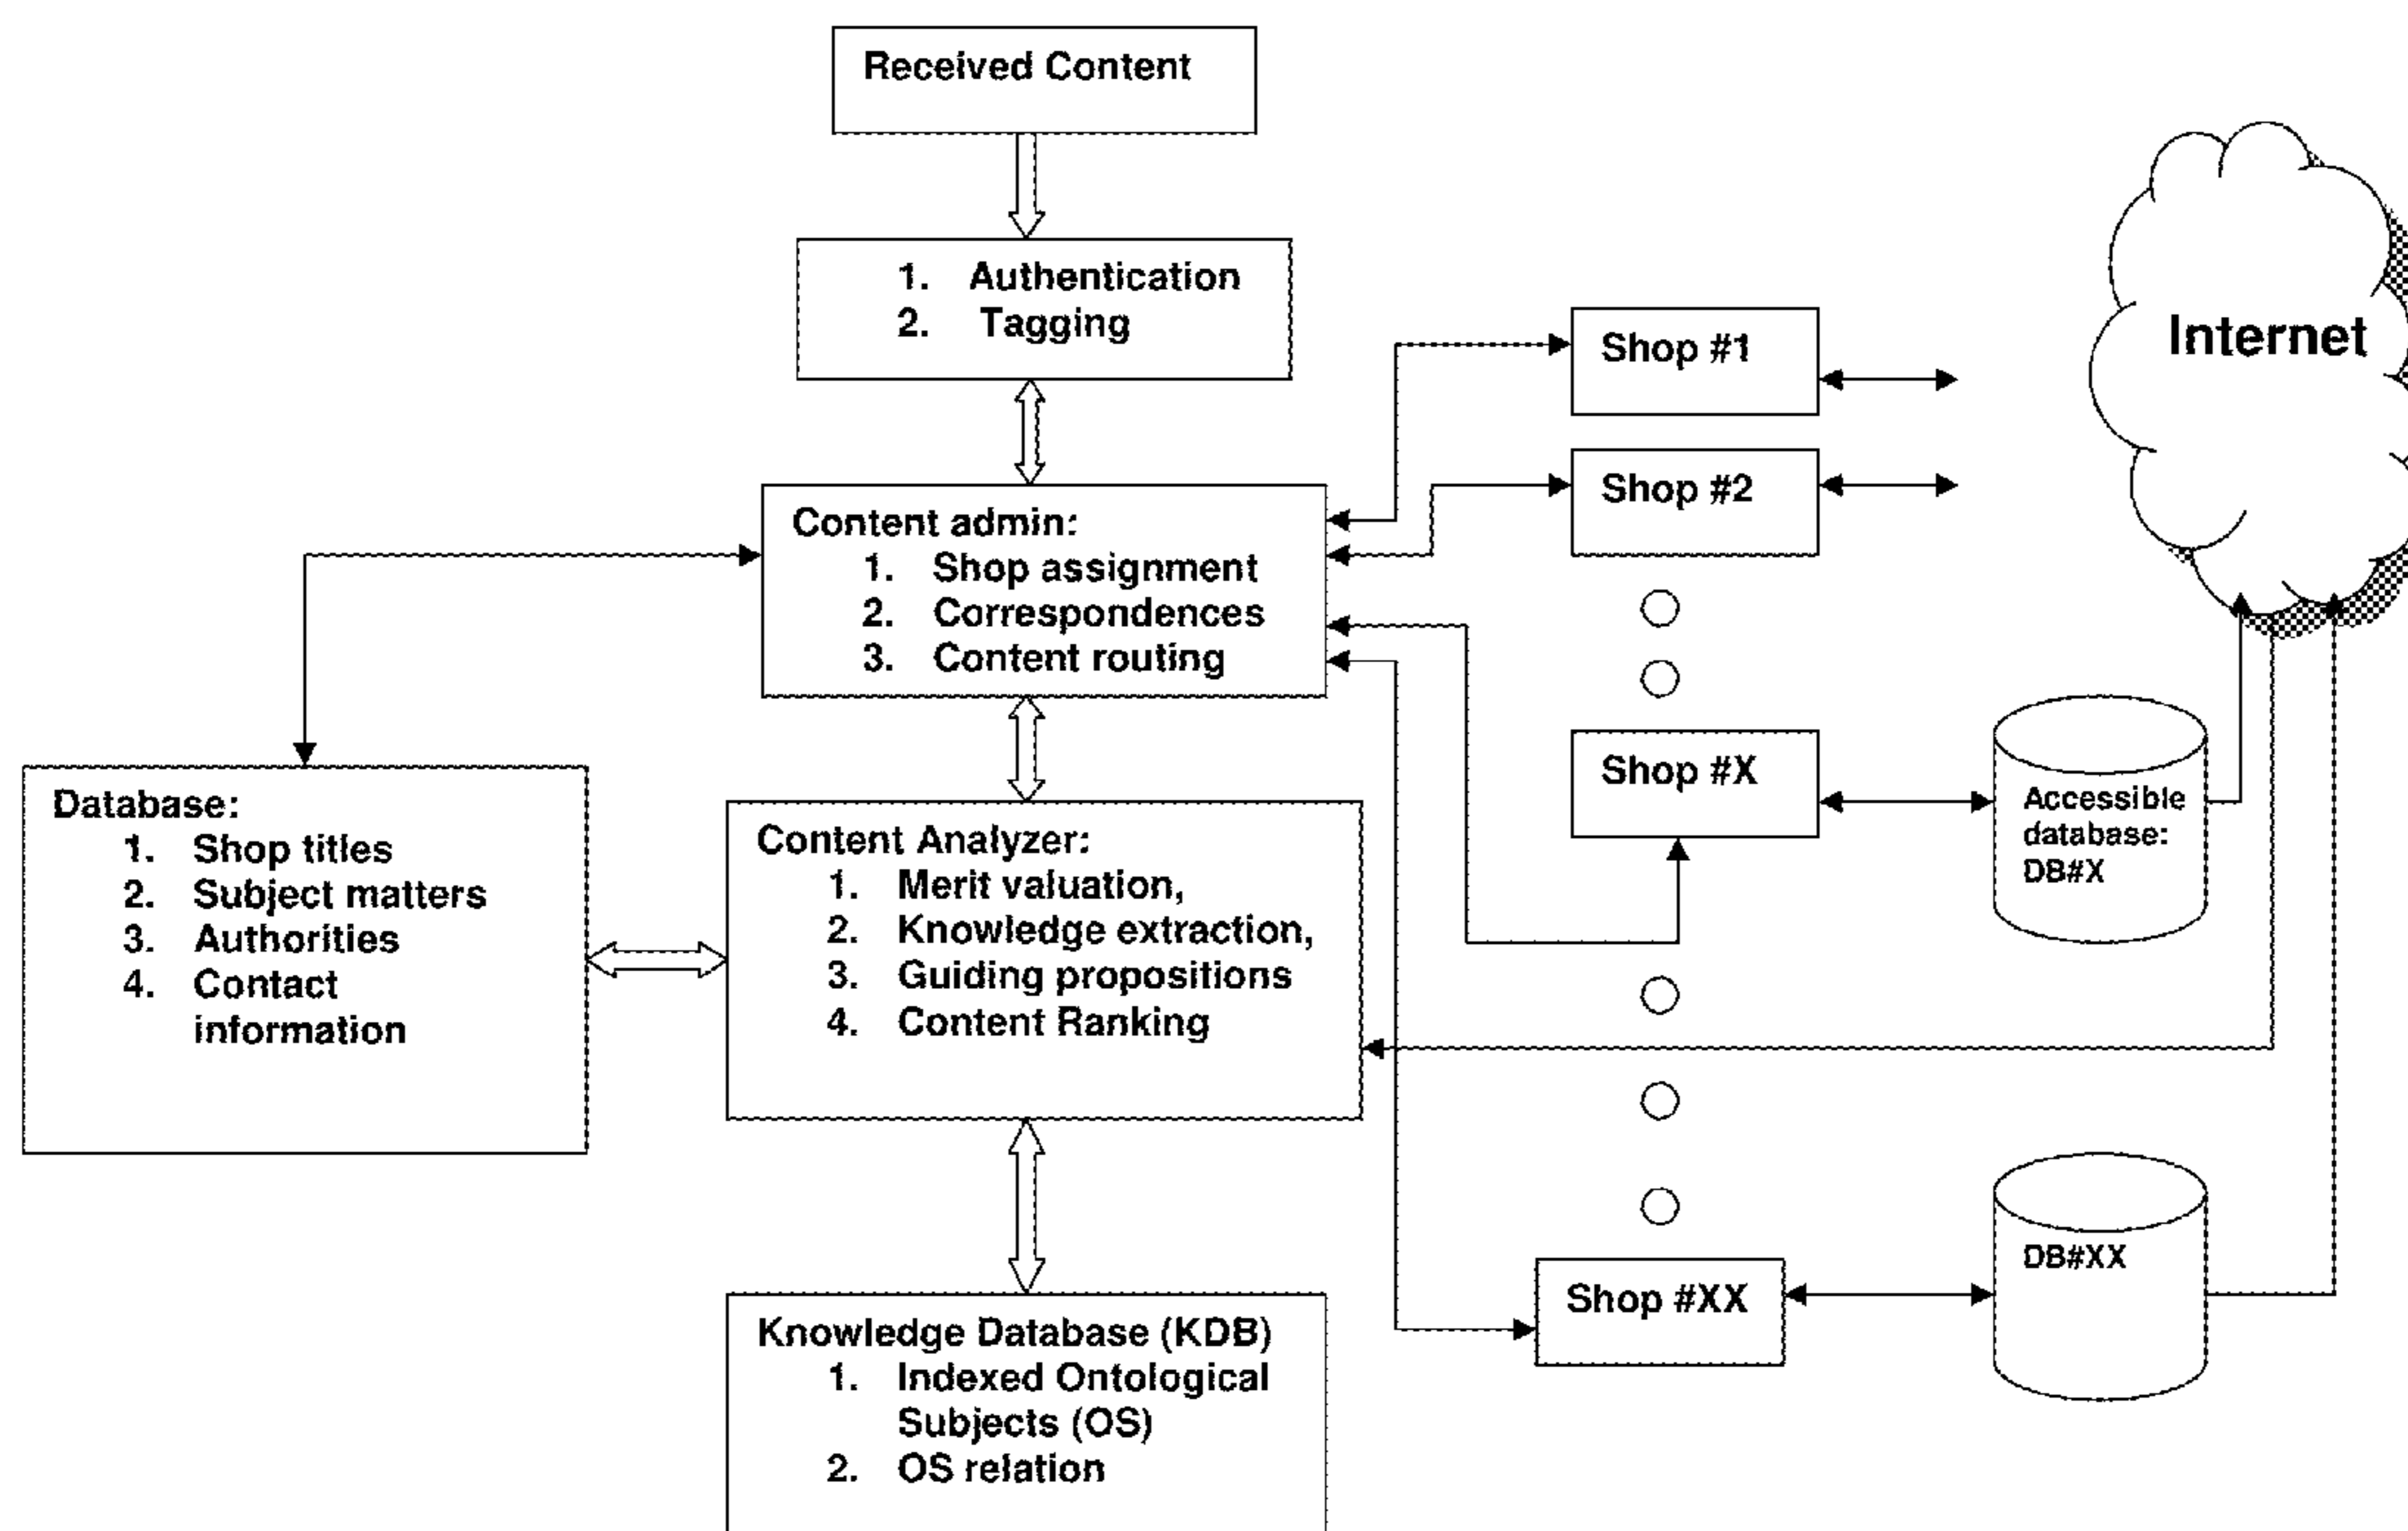 Received Content
1. Authentication
2. Tagging
Content admin:
1. Shop assignment
2. Correspondences
3. Content routing
Database:
1. Shop titles
2. Subject matters
3. Authorities
4. Contact
information
Content Analyzer:
1. Merit valuation,
2. Knowledge extraction,
3. Guiding propositions
4. Content Ranking
Knowledge Database (KDB)
1. Indexed Ontological
Subjects (OS)
2. OS relation
Shop #1
Shop #2
Shop #X
Shop #XX
Internet
Accessible
database:
DB#X
DB#XX